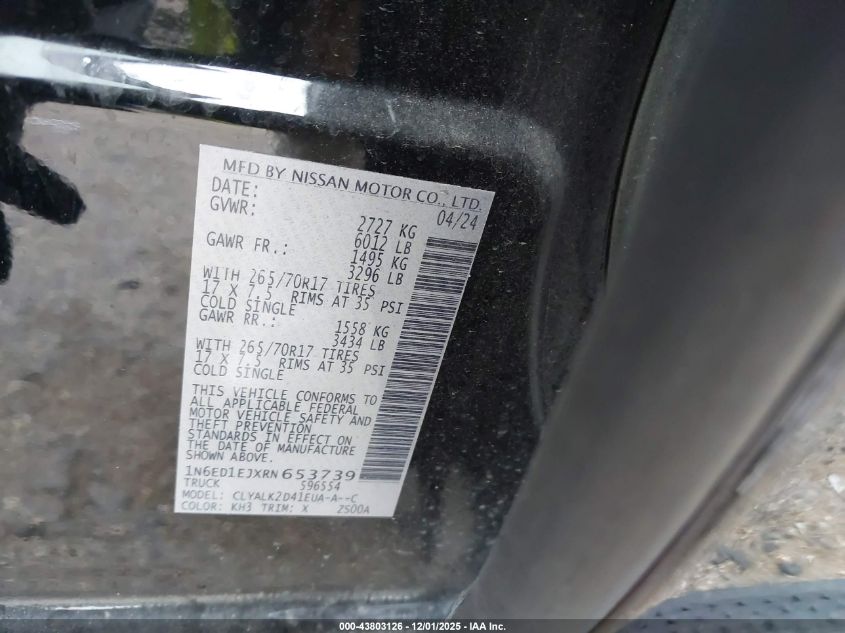 MFD BY NISSAN MOTOR CO., LTD.
DATE: 04/24
GVWR: 2727 KG
6012 LB
GAWR FR.: 1495 KG
3296 LB
WITH 265/70R17 TIRES
17 X 7.5 RIMS AT 35 PSI
COLD SINGLE
GAWR RR.: 1558 KG
3434 LB
WITH 265/70R17 TIRES
17 X 7.5 RIMS AT 35 PSI
COLD SINGLE
THIS VEHICLE CONFORMS TO
ALL APPLICABLE FEDERAL
MOTOR VEHICLE SAFETY AND
THEFT PREVENTION
STANDARDS IN EFFECT ON
THE DATE OF MANUFACTURE
SHOWN ABOVE.
1N6ED1EJXRN653739
TRUCK 596554
MODEL: CLYALK2D41EUA-A--C
COLOR: KH3 TRIM: X 2S00A
000-43803126 - 12/01/2025 - IAA Inc.